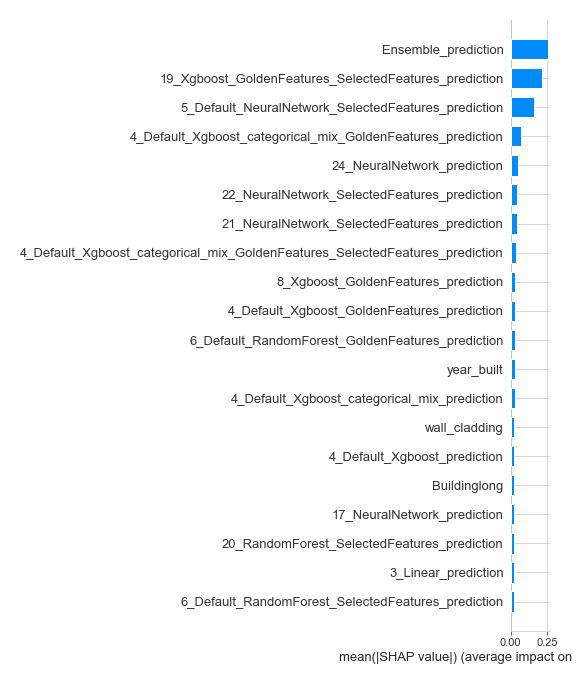 Ensemble_prediction
19_Xgboost_GoldenFeatures_SelectedFeatures_prediction
5_Default_NeuralNetwork_SelectedFeatures_prediction
4_Default_Xgboost_categorical_mix_GoldenFeatures_prediction
24_NeuralNetwork_prediction
22_NeuralNetwork_SelectedFeatures_prediction
21_NeuralNetwork_SelectedFeatures_prediction
4_Default_Xgboost_categorical_mix_GoldenFeatures_SelectedFeatures_prediction
8_Xgboost_GoldenFeatures_prediction
4_Default_Xgboost_GoldenFeatures_prediction
6_Default_RandomForest_GoldenFeatures_prediction
year_built
4_Default_Xgboost_categorical_mix_prediction
wall_cladding
4_Default_Xgboost_prediction
Buildinglong
17_NeuralNetwork_prediction
20_RandomForest_SelectedFeatures_prediction
3_Linear_prediction
6_Default_RandomForest_SelectedFeatures_prediction
0.00 0.25
mean(|SHAP value|) (average impact on